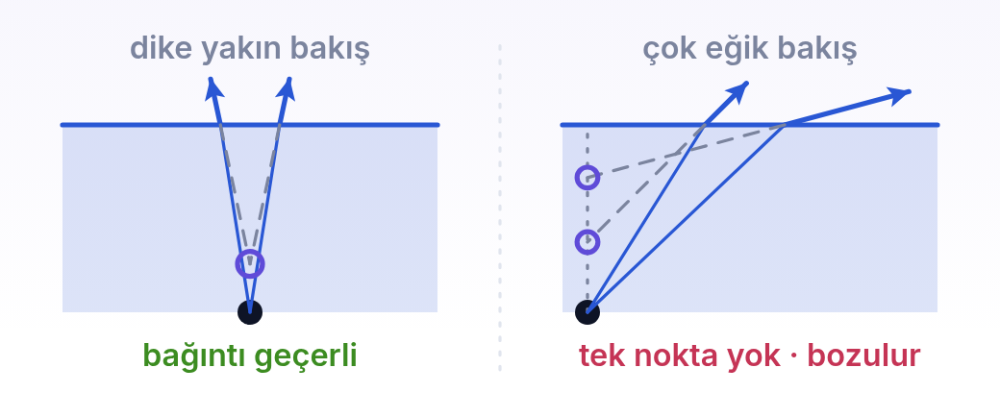 dike yakın bakış
çok eğik bakış
bağıntı geçerli
tek nokta yok · bozulur